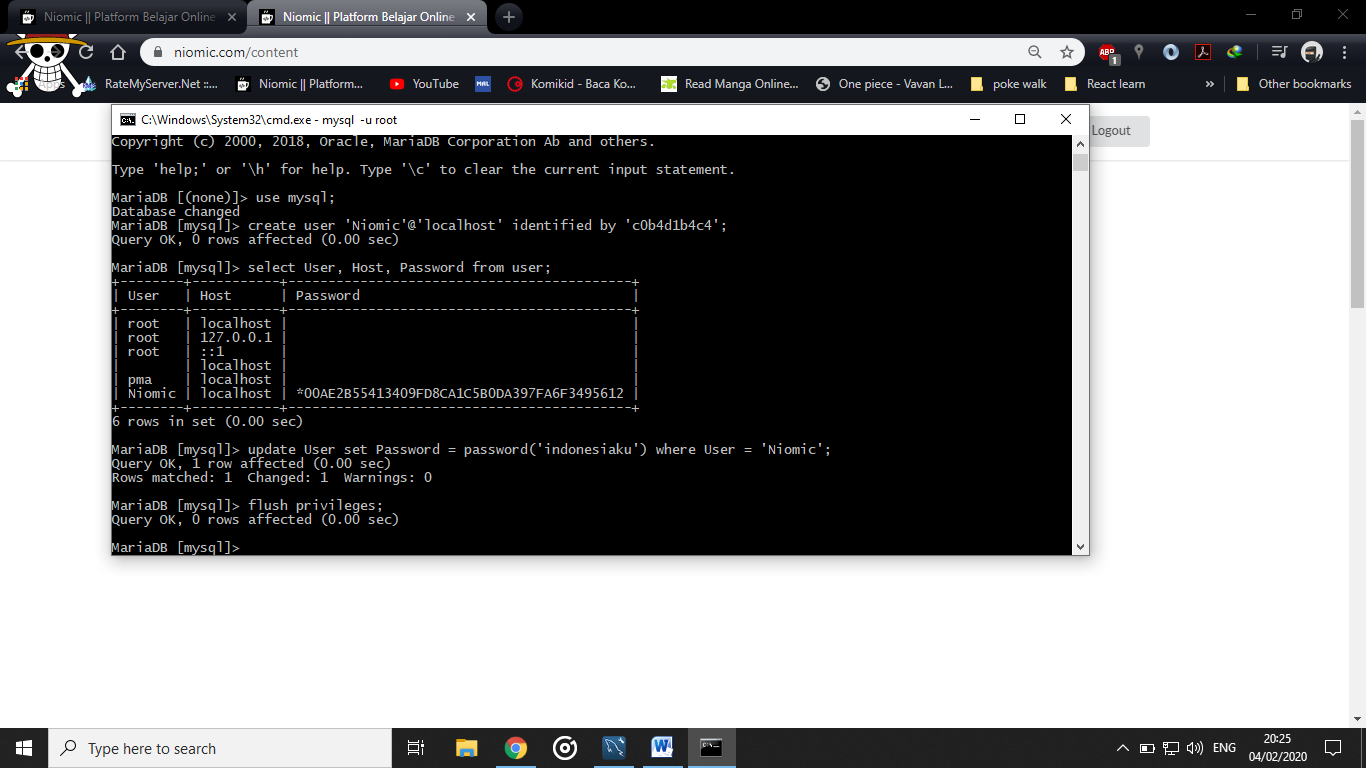 Niomic || Platform Belajar Online
Niomic || Platform Belajar Online
niomic.com/content
ABP
1
Apps
RateMyServer.Net ::...
Niomic || Platform...
YouTube
MAL
Komikid - Baca Ko...
Read Manga Online...
One piece - Vavan L...
poke walk
React learn
»
Other bookmarks
Logout
C:\Windows\System32\cmd.exe - mysql  -u root
Copyright (c) 2000, 2018, Oracle, MariaDB Corporation Ab and others.
Type 'help;' or '\h' for help. Type '\c' to clear the current input statement.
MariaDB [(none)]> use mysql;
Database changed
MariaDB [mysql]> create user 'Niomic'@'localhost' identified by 'c0b4d1b4c4';
Query OK, 0 rows affected (0.00 sec)
MariaDB [mysql]> select User, Host, Password from user;
+--------+-----------+-------------------------------------------+
| User   | Host      | Password                                  |
+--------+-----------+-------------------------------------------+
| root   | localhost |                                           |
| root   | 127.0.0.1 |                                           |
| root   | ::1       |                                           |
|        | localhost |                                           |
| pma    | localhost |                                           |
| Niomic | localhost | *00AE2B55413409FD8CA1C5B0DA397FA6F3495612 |
+--------+-----------+-------------------------------------------+
6 rows in set (0.00 sec)
MariaDB [mysql]> update User set Password = password('indonesiaku') where User = 'Niomic';
Query OK, 1 row affected (0.00 sec)
Rows matched: 1  Changed: 1  Warnings: 0
MariaDB [mysql]> flush privileges;
Query OK, 0 rows affected (0.00 sec)
MariaDB [mysql]>
Type here to search
ENG
20:25
04/02/2020